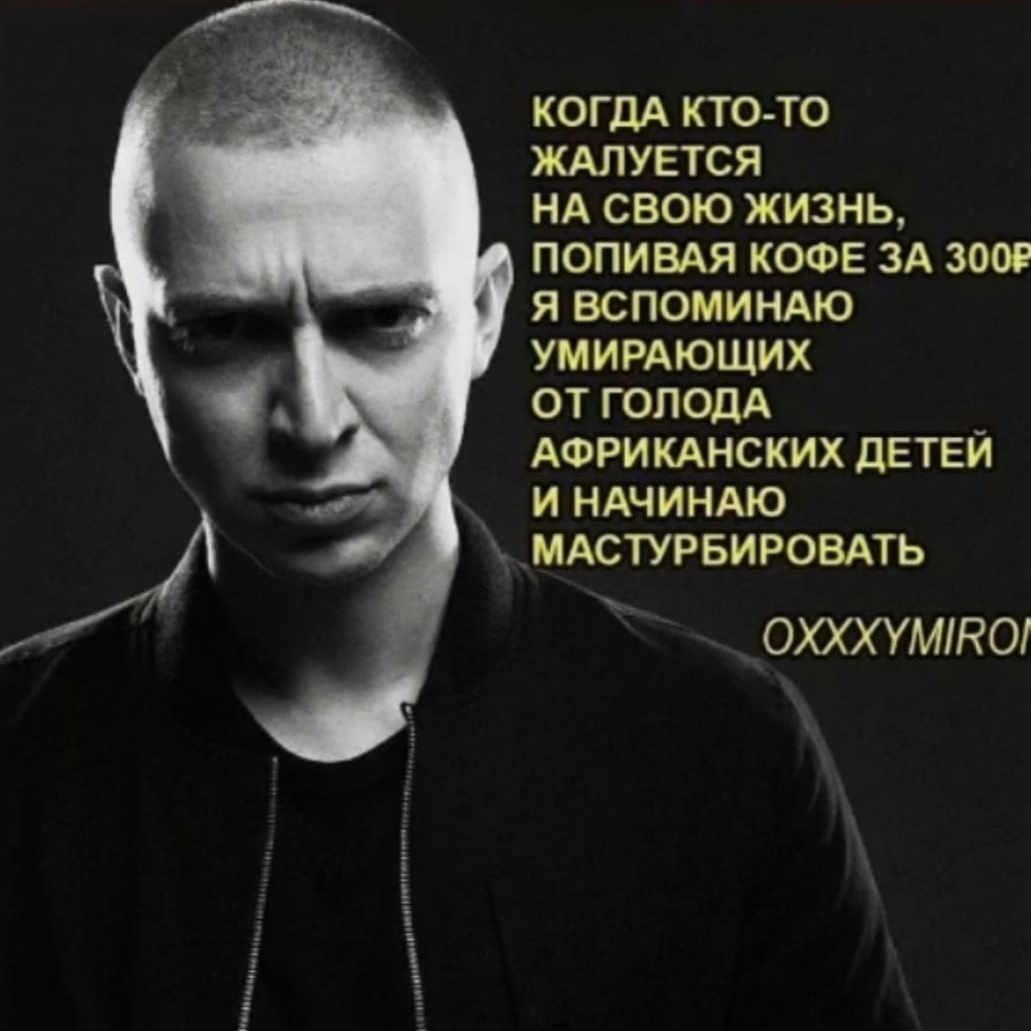 КОГДА КТО-ТО
ЖАЛУЕТСЯ
НА СВОЮ ЖИЗНЬ,
ПОПИВАЯ КОФЕ ЗА 300₽
Я ВСПОМИНАЮ
УМИРАЮЩИХ
ОТ ГОЛОДА
АФРИКАНСКИХ ДЕТЕЙ
И НАЧИНАЮ
МАСТУРБИРОВАТЬ
OXXXYMIRON